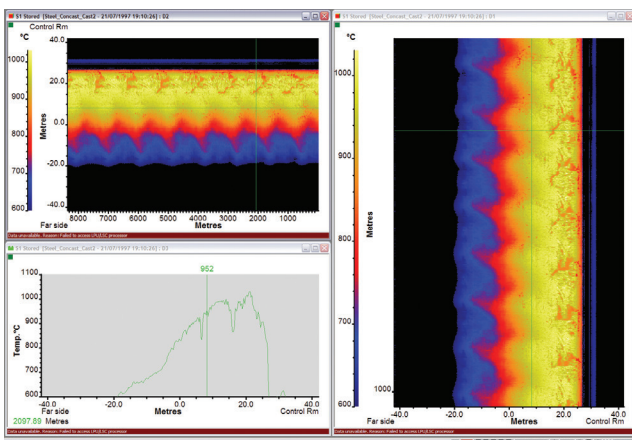 S1 Stored [Steel_Concast_Cast2 - 21/07/1997 19:10:26] : 02
°C
Control Rm
1000
900
800
700
600
Metres
40.0
20.0
0.0
-20.0
-40.0
8000 7000 6000 5000 4000 3000 2000 1000
Far side Metres
Data unavailable. Reason: Failed to access LPU/LSC processor
S1 Stored [Steel_Concast_Cast2 - 21/07/1997 19:10:26] : 03
952
Temp.°C
1100
1000
900
800
700
600
-40.0 -20.0 0.0 20.0 40.0
Far side Metres Control Rm
2097.89 Metres
Data unavailable. Reason: Failed to access LPU/LSC processor
S1 Stored [Steel_Concast_Cast2 - 21/07/1997 19:10:26] : 01
°C
1000
900
800
700
600
Metres
1000
-40.0 -20.0 0.0 20.0 40.0
Far side Metres Control Rm
Data unavailable. Reason: Failed to access LPU/LSC processor